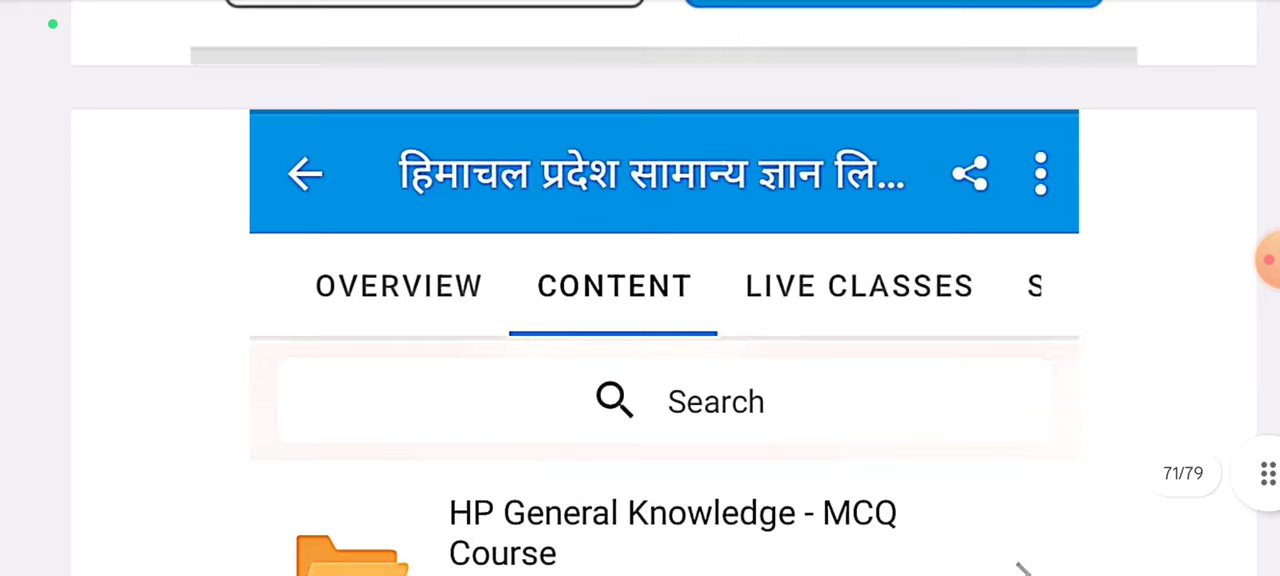 हिमाचल प्रदेश सामान्य ज्ञान लि...
OVERVIEW CONTENT LIVE CLASSES S
Search
71/79
HP General Knowledge - MCQ
Course